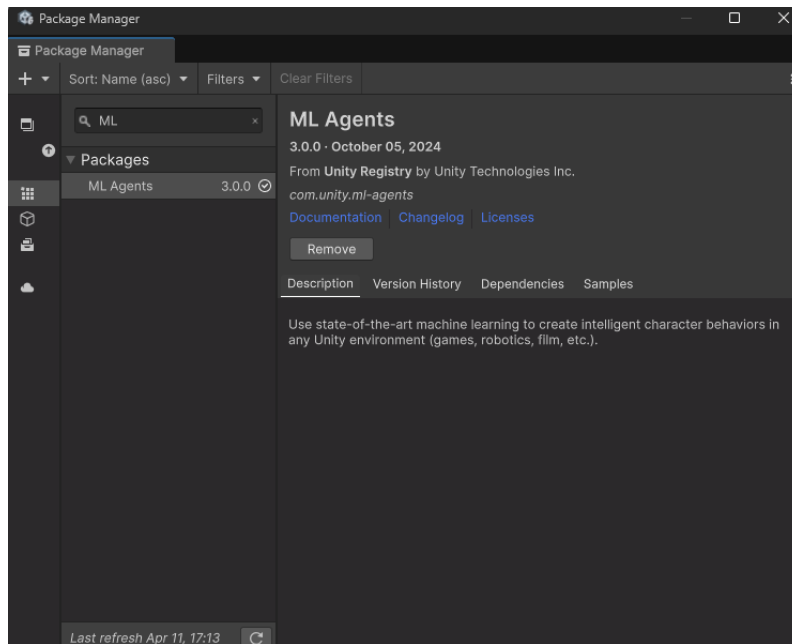 Package Manager
Package Manager
Sort: Name (asc) Filters Clear Filters
ML
Packages
ML Agents 3.0.0
ML Agents
3.0.0 · October 05, 2024
From Unity Registry by Unity Technologies Inc.
com.unity.ml-agents
Documentation Changelog Licenses
Remove
Description Version History Dependencies Samples
Use state-of-the-art machine learning to create intelligent character behaviors in
any Unity environment (games, robotics, film, etc.).
Last refresh Apr 11, 17:13